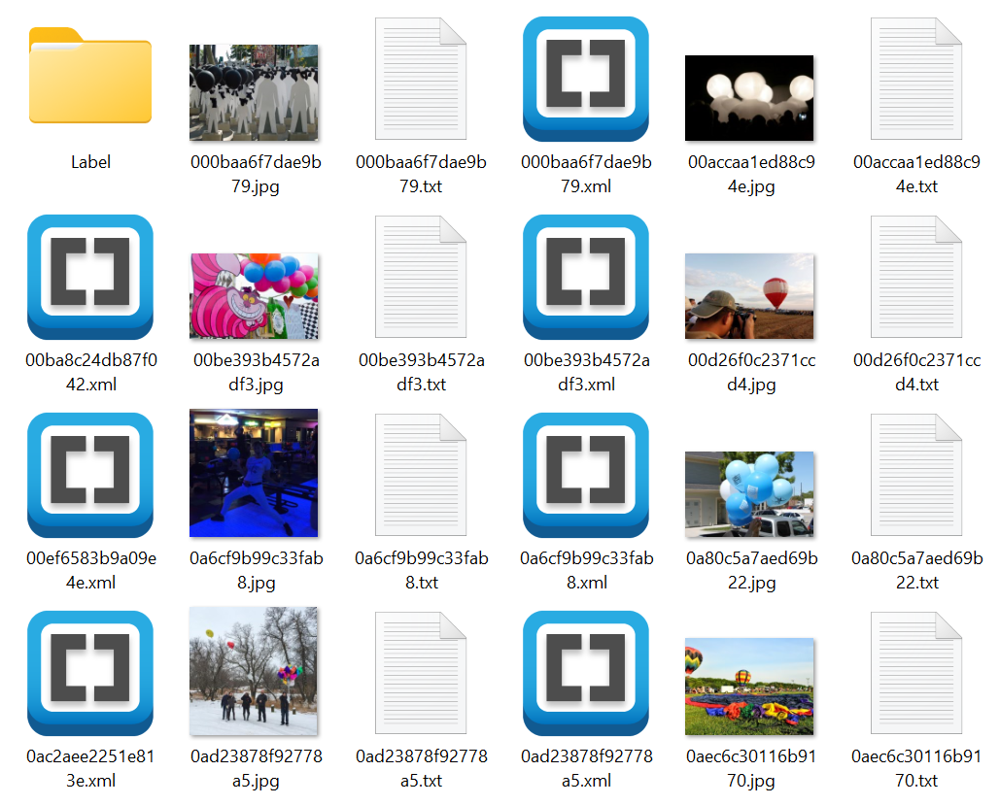 Label
000baa6f7dae9b
79.jpg
000baa6f7dae9b
79.txt
000baa6f7dae9b
79.xml
00accaa1ed88c9
4e.jpg
00accaa1ed88c9
4e.txt
00ba8c24db87f0
42.xml
00be393b4572a
df3.jpg
00be393b4572a
df3.txt
00be393b4572a
df3.xml
00d26f0c2371cc
d4.jpg
00d26f0c2371cc
d4.txt
00ef6583b9a09e
4e.xml
0a6cf9b99c33fab
8.jpg
0a6cf9b99c33fab
8.txt
0a6cf9b99c33fab
8.xml
0a80c5a7aed69b
22.jpg
0a80c5a7aed69b
22.txt
0ac2aee2251e81
3e.xml
0ad23878f92778
a5.jpg
0ad23878f92778
a5.txt
0ad23878f92778
a5.xml
0aec6c30116b91
70.jpg
0aec6c30116b91
70.txt